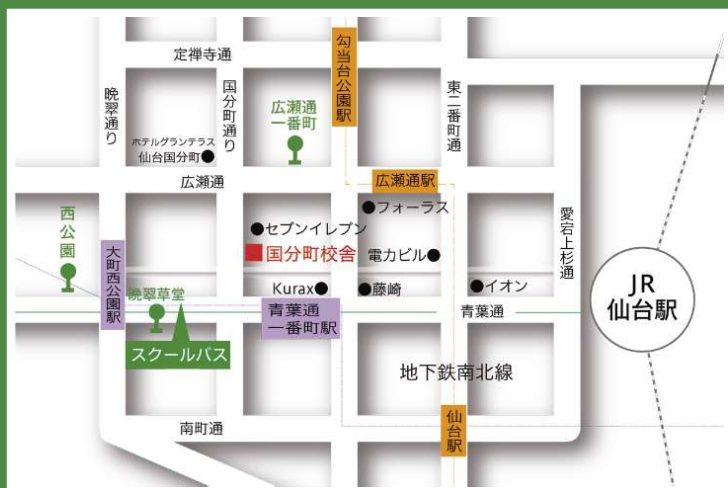 定禅寺通
勾当台公園駅
晩翠通り
国分町通り
広瀬通
一番町
東二番町通
ホテルグランテラス
仙台国分町
広瀬通
広瀬通駅
西公園
フォーラス
愛宕上杉通
セブンイレブン
国分町校舎
電力ビル
大町西公園駅
JR
仙台駅
晩翠草堂
Kurax
藤崎
イオン
青葉通
一番町駅
青葉通
スクールバス
地下鉄南北線
南町通
仙台駅